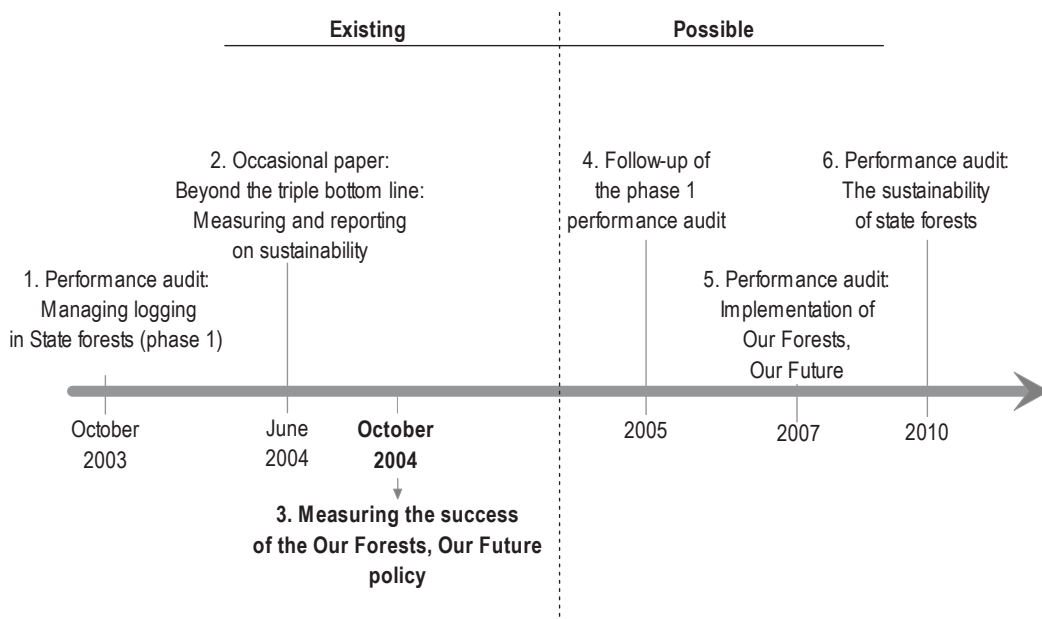 Existing
Possible
1. Performance audit:
Managing logging
in State forests (phase 1)
October
2003
2. Occasional paper:
Beyond the triple bottom line:
Measuring and reporting
on sustainability
June
2004
October
2004
3. Measuring the success
of the Our Forests, Our Future
policy
4. Follow-up of
the phase 1
performance audit
2005
5. Performance audit:
Implementation of
Our Forests,
Our Future
2007
6. Performance audit:
The sustainability
of state forests
2010